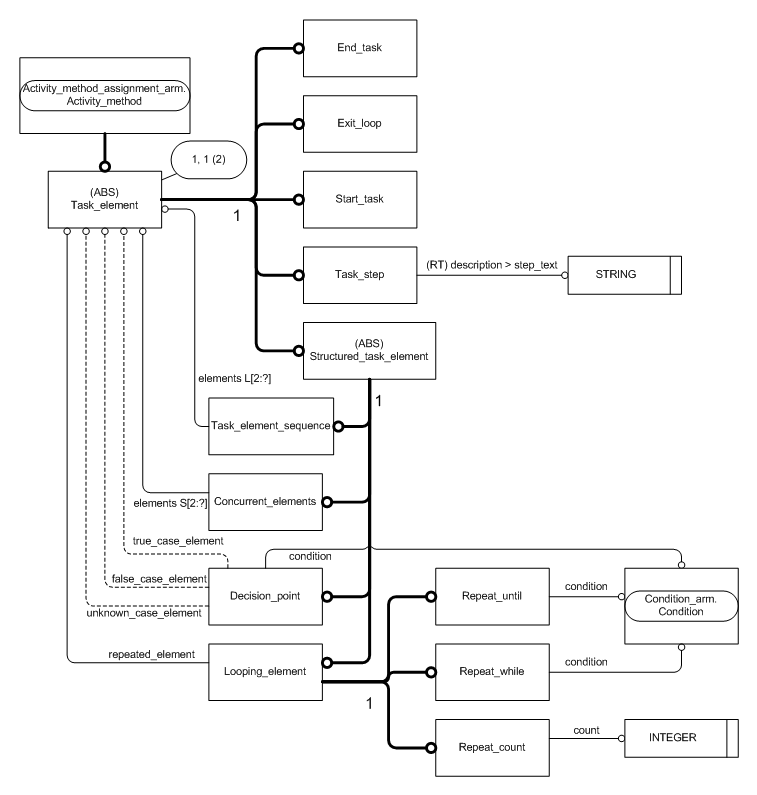 End_task
Activity_method_assignment_arm.
Activity_method
Exit_loop
1, 1 (2)
(ABS)
Task_element
Start_task
1
Task_step
(RT) description > step_text
STRING
(ABS)
Structured_task_element
elements L[2:?]
1
Task_element_sequence
Concurrent_elements
elements S[2:?]
true_case_element
condition
false_case_element
Decision_point
unknown_case_element
Repeat_until
condition
Condition_arm.
Condition
repeated_element
Looping_element
1
Repeat_while
condition
Repeat_count
count
INTEGER